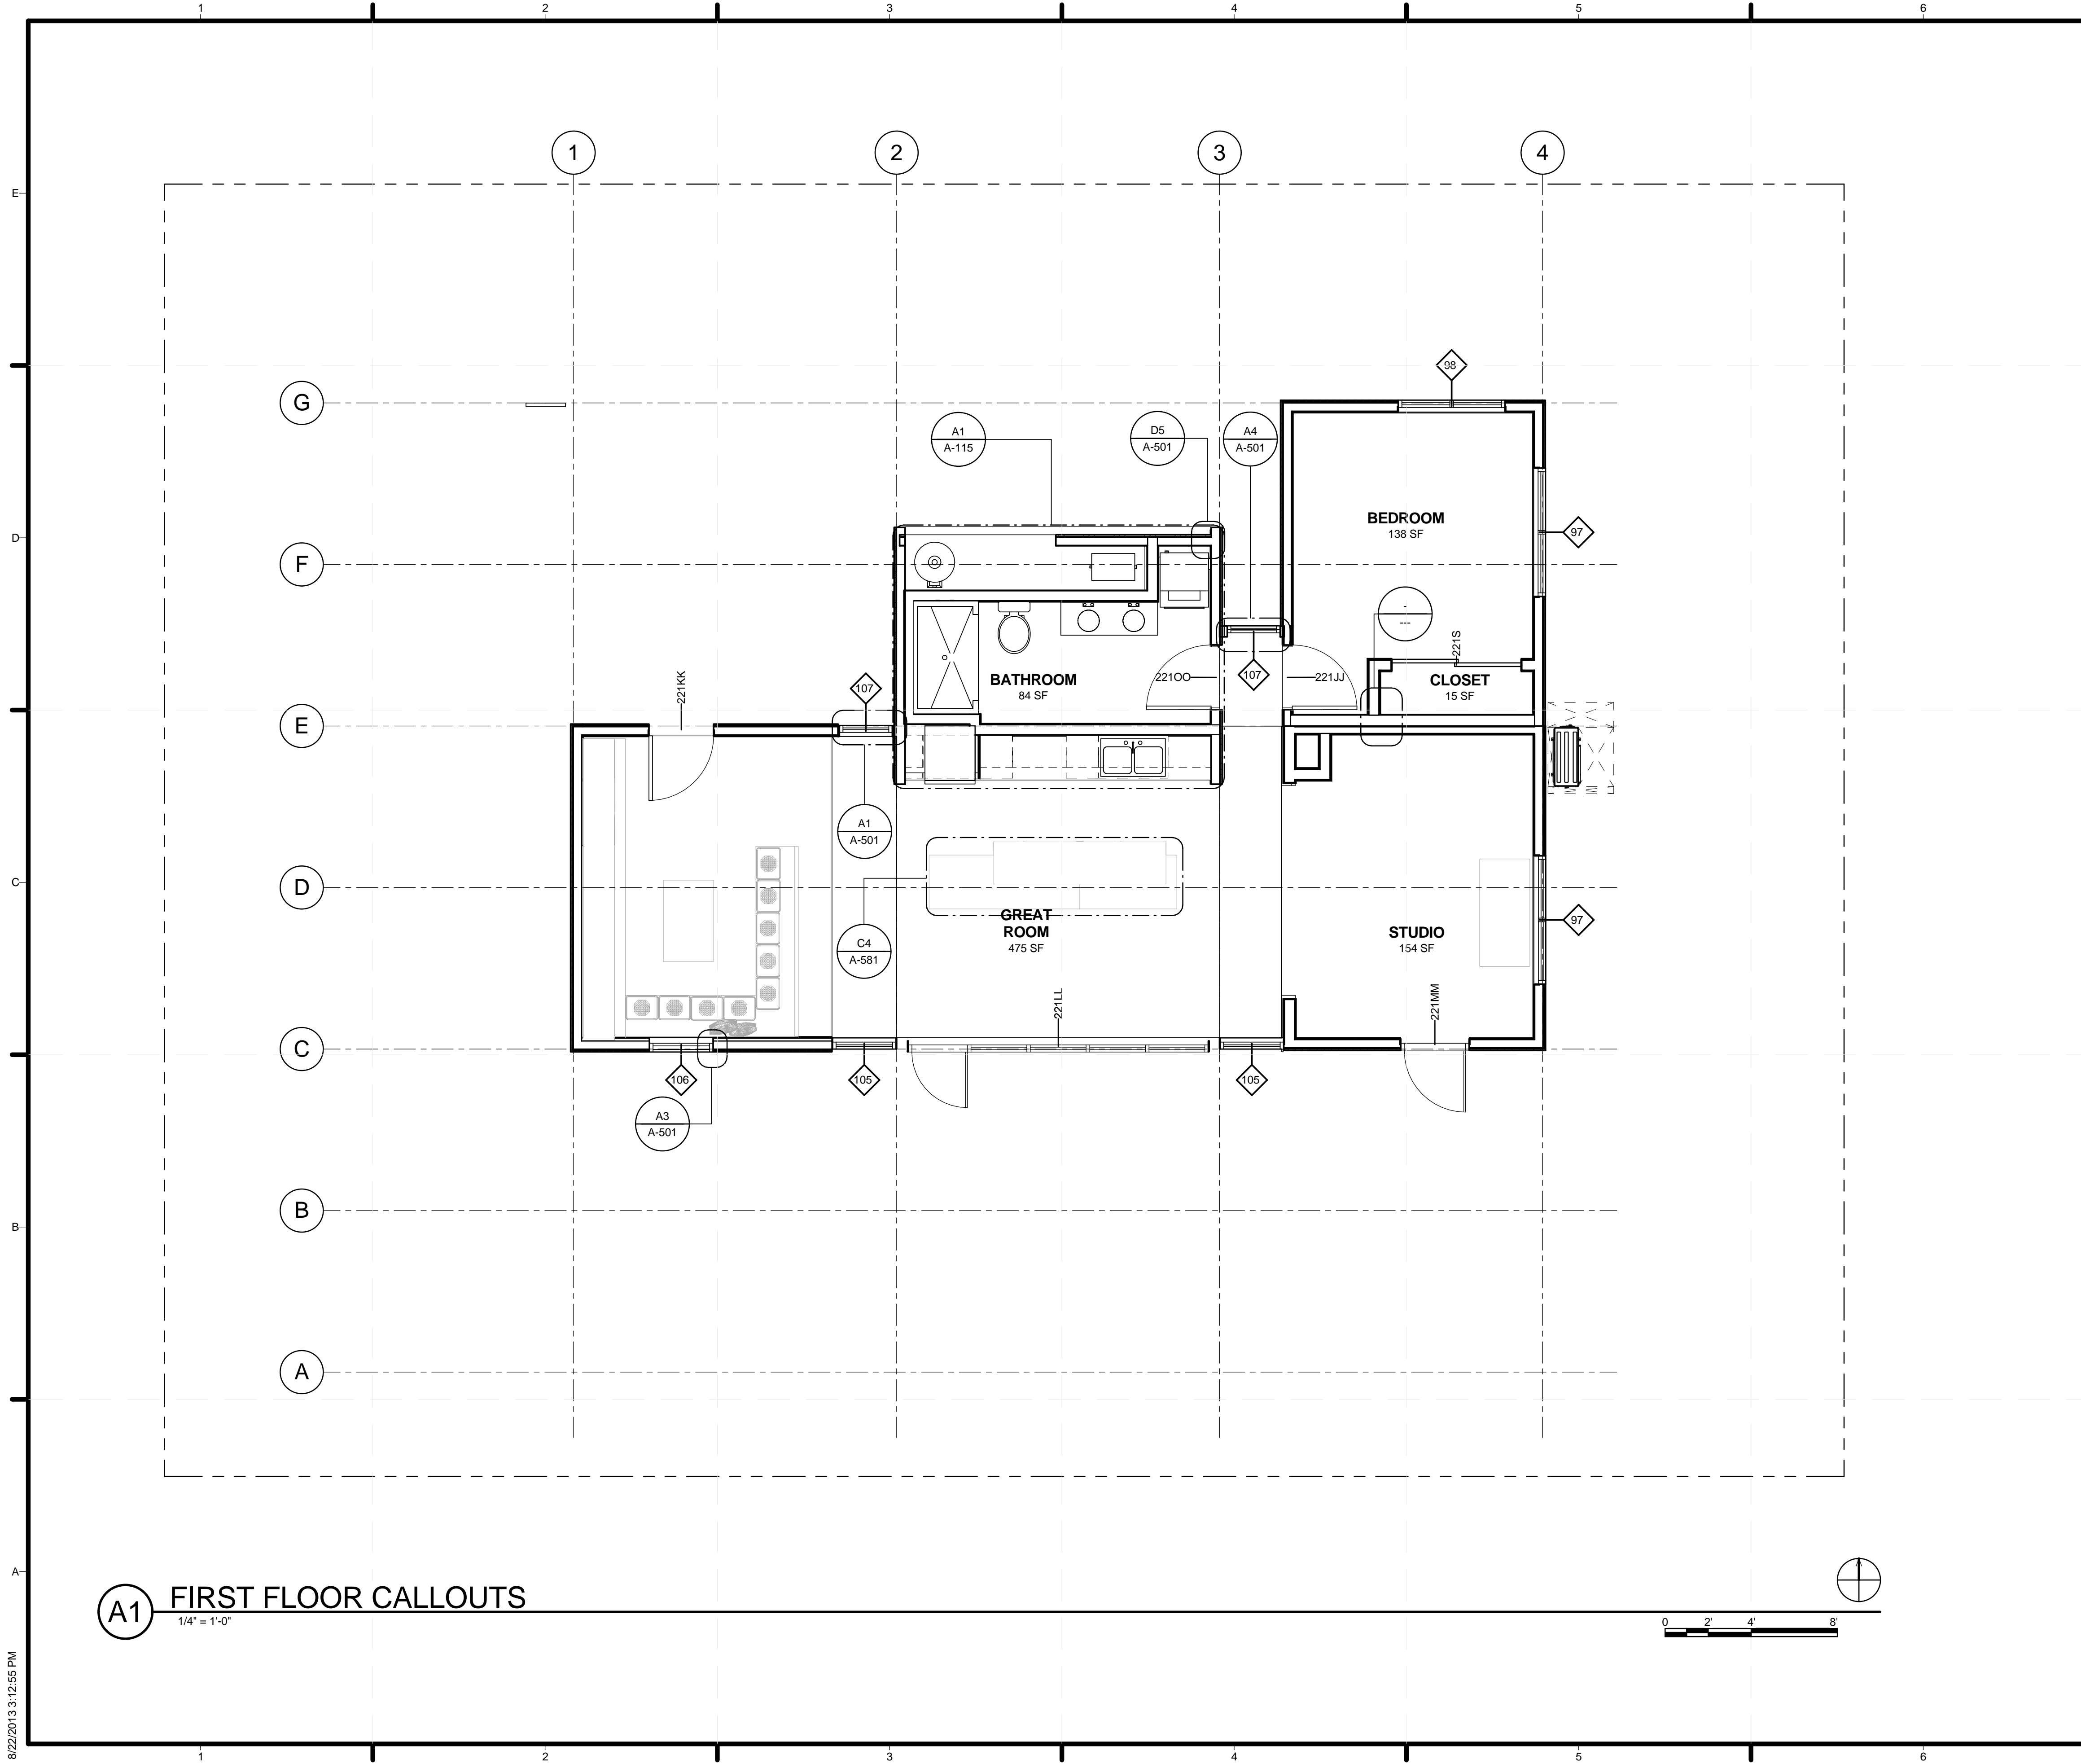 1 2 3 4 5 6
1 2 3 4
E
G
98
A1
A-115
D5
A-501
A4
A-501
BEDROOM
138 SF
D
97
F
-
---
221S
221KK
BATHROOM
84 SF
221OO
107
221JJ
CLOSET
15 SF
107
E
A1
A-501
C
D
GREAT
ROOM
475 SF
STUDIO
154 SF
97
C4
A-581
221LL
221MM
C
106
105
105
A3
A-501
B
B
A
A
A1
FIRST FLOOR CALLOUTS
1/4" = 1'-0"
0 2' 4' 8'
8/22/2013 3:12:55 PM
1 2 3 4 5 6